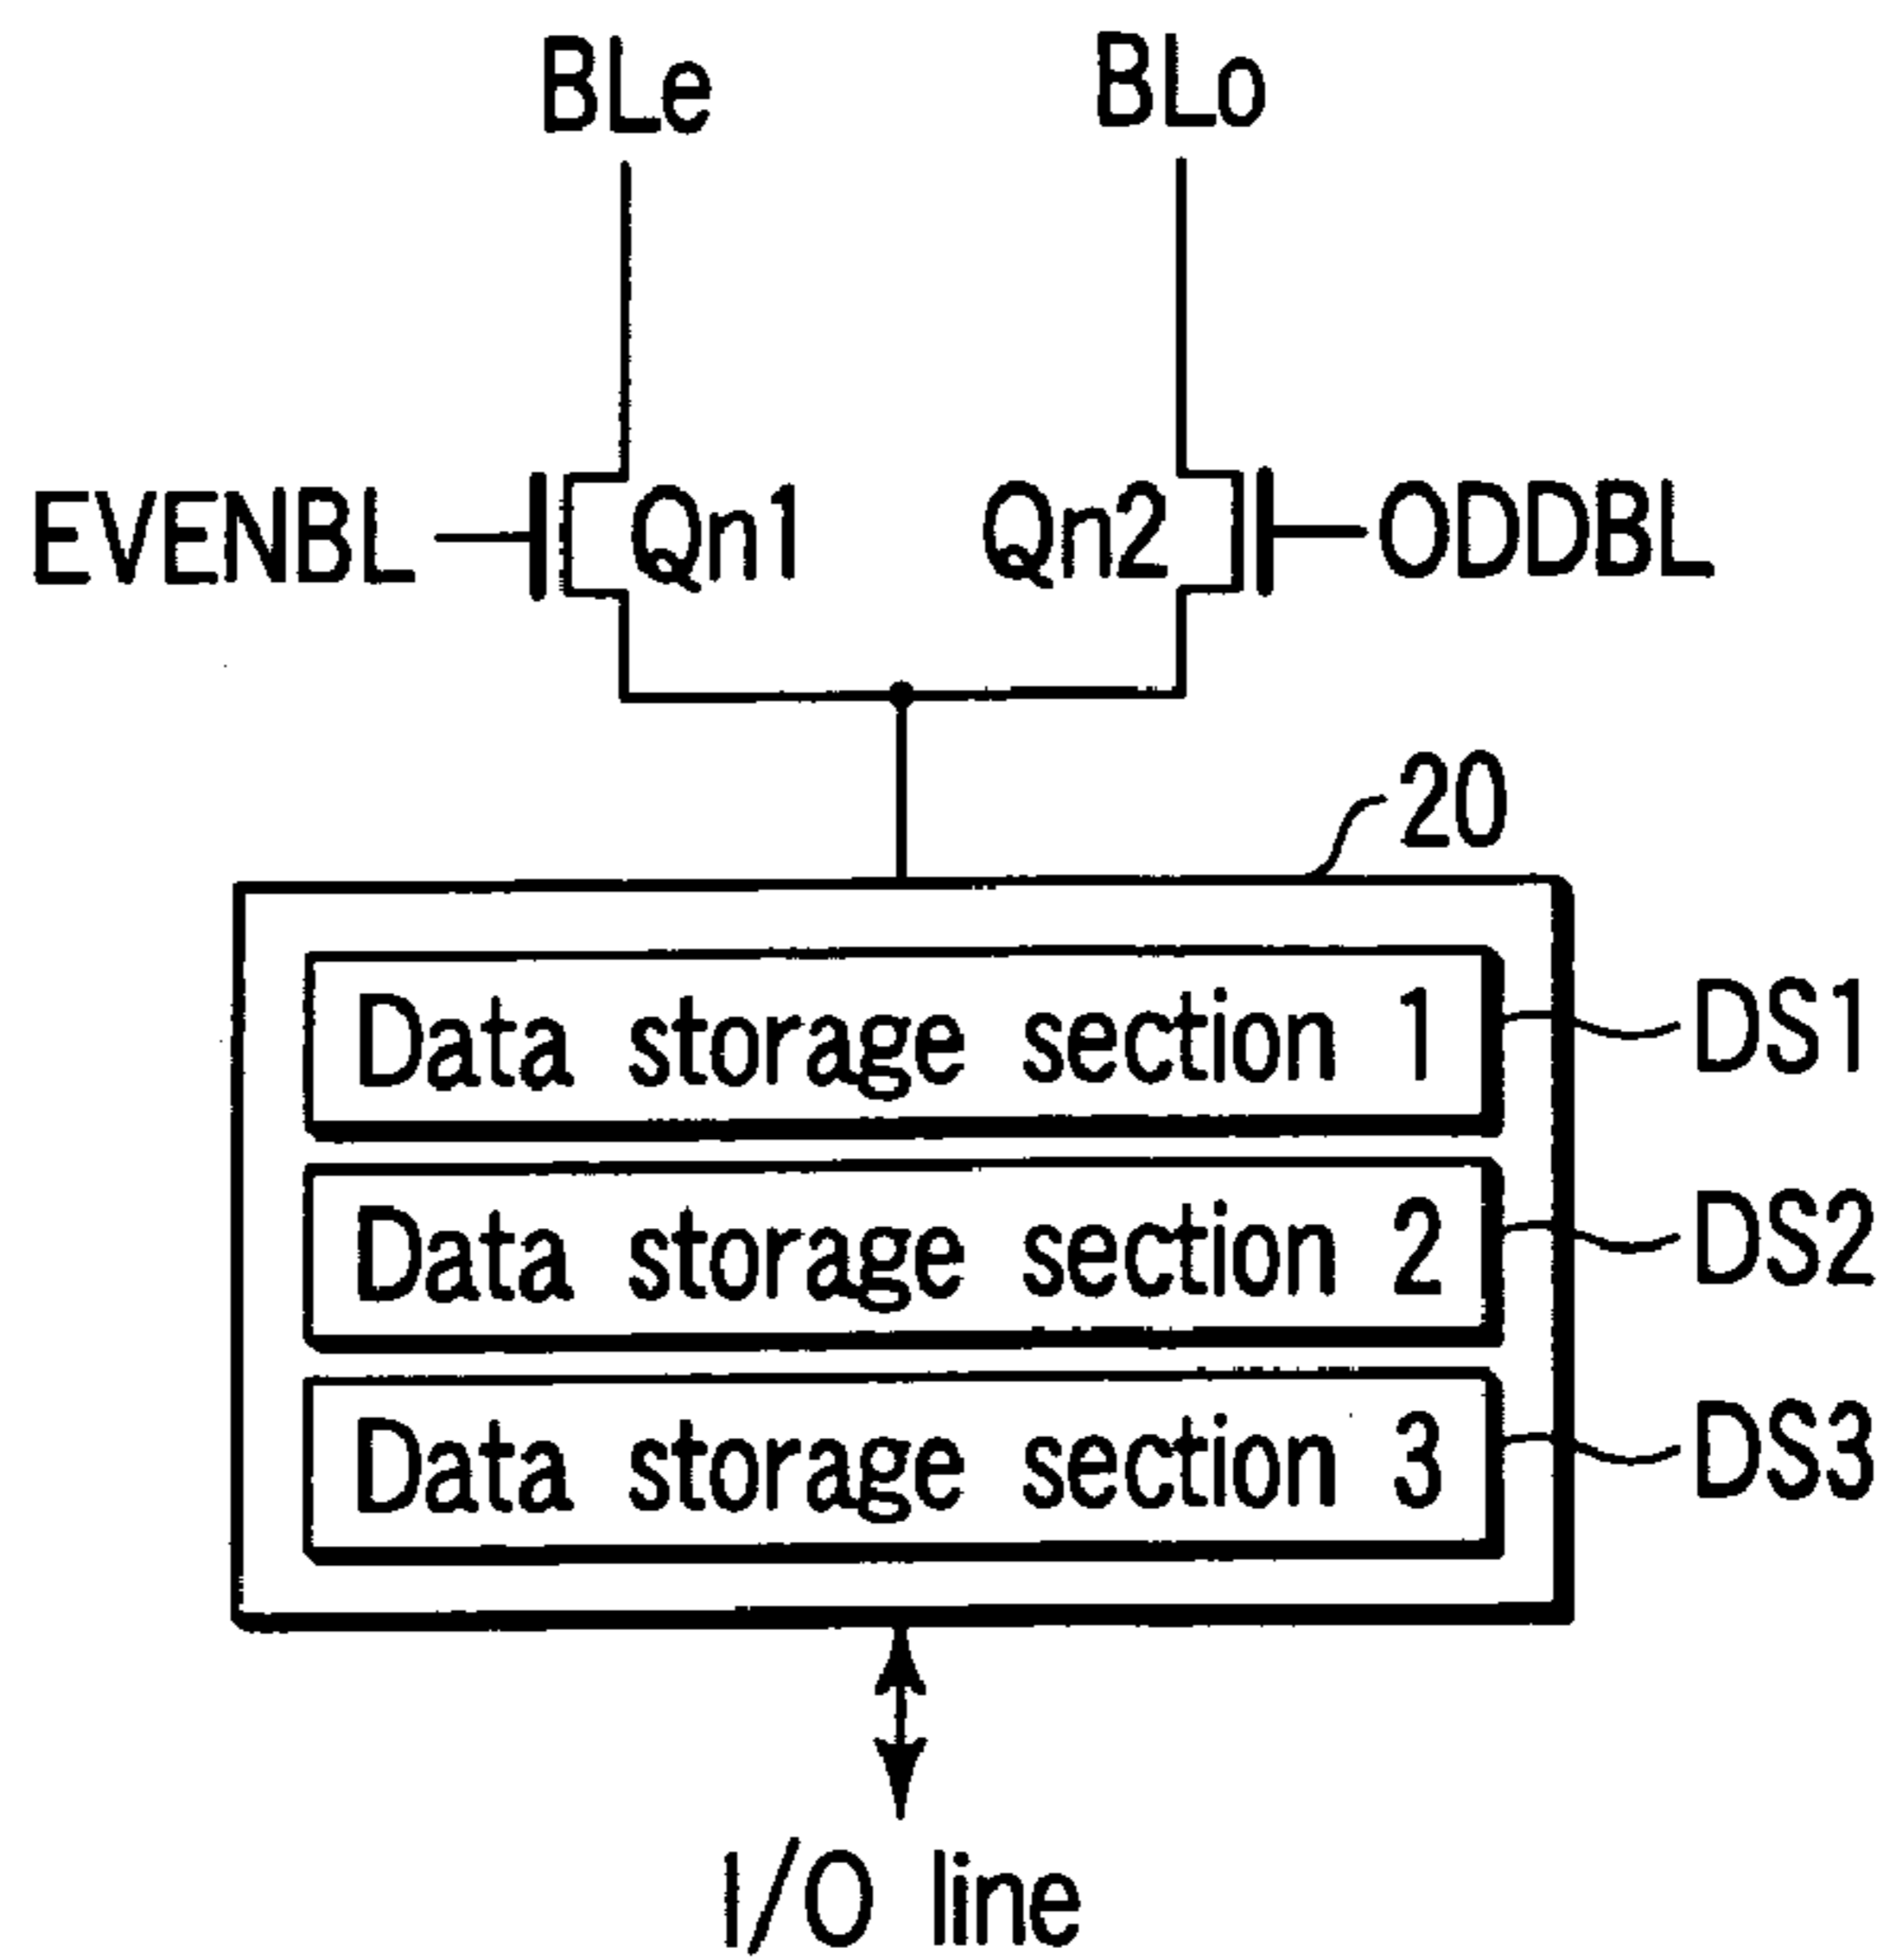 BLe
BLo
EVENBL
Qn1
Qn2
ODDBL
20
Data storage section 1
DS1
Data storage section 2
DS2
Data storage section 3
DS3
I/O line